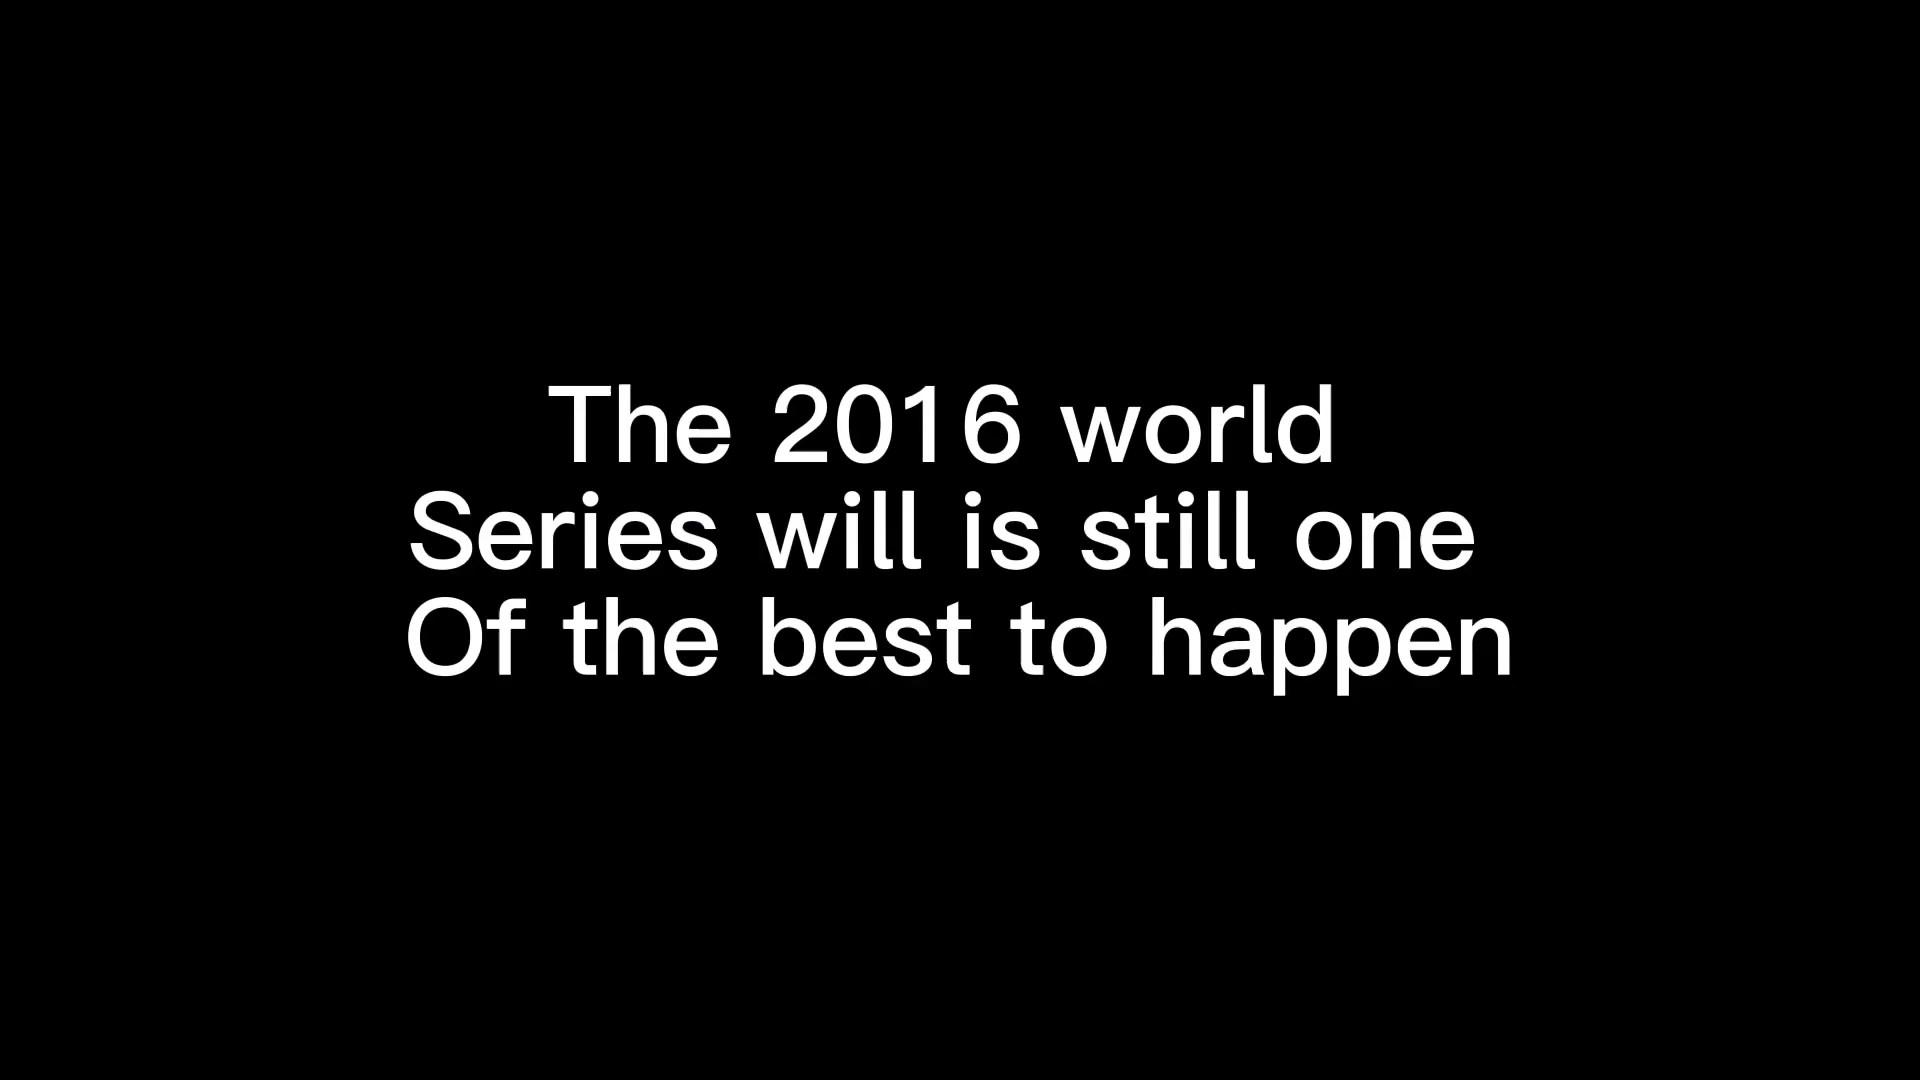 The 2016 world
Series will is still one
Of the best to happen